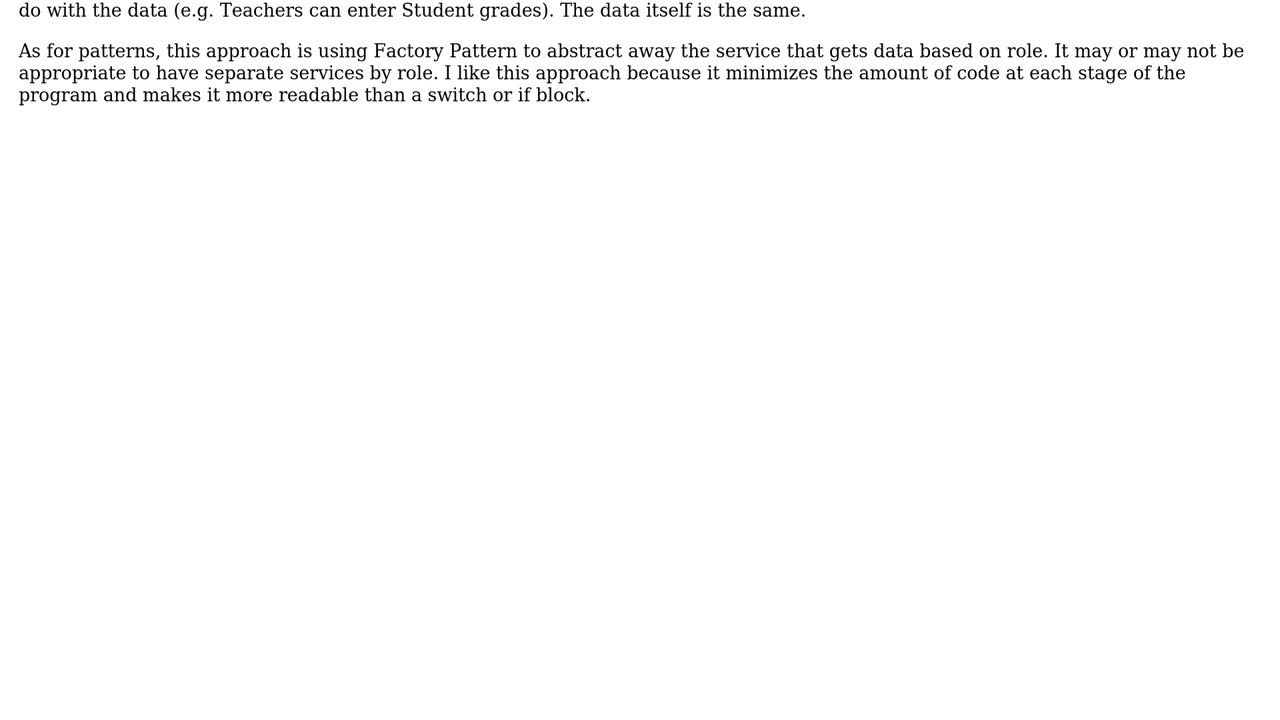 do with the data (e.g. Teachers can enter Student grades). The data itself is the same.
As for patterns, this approach is using Factory Pattern to abstract away the service that gets data based on role. It may or may not be
appropriate to have separate services by role. I like this approach because it minimizes the amount of code at each stage of the
program and makes it more readable than a switch or if block.